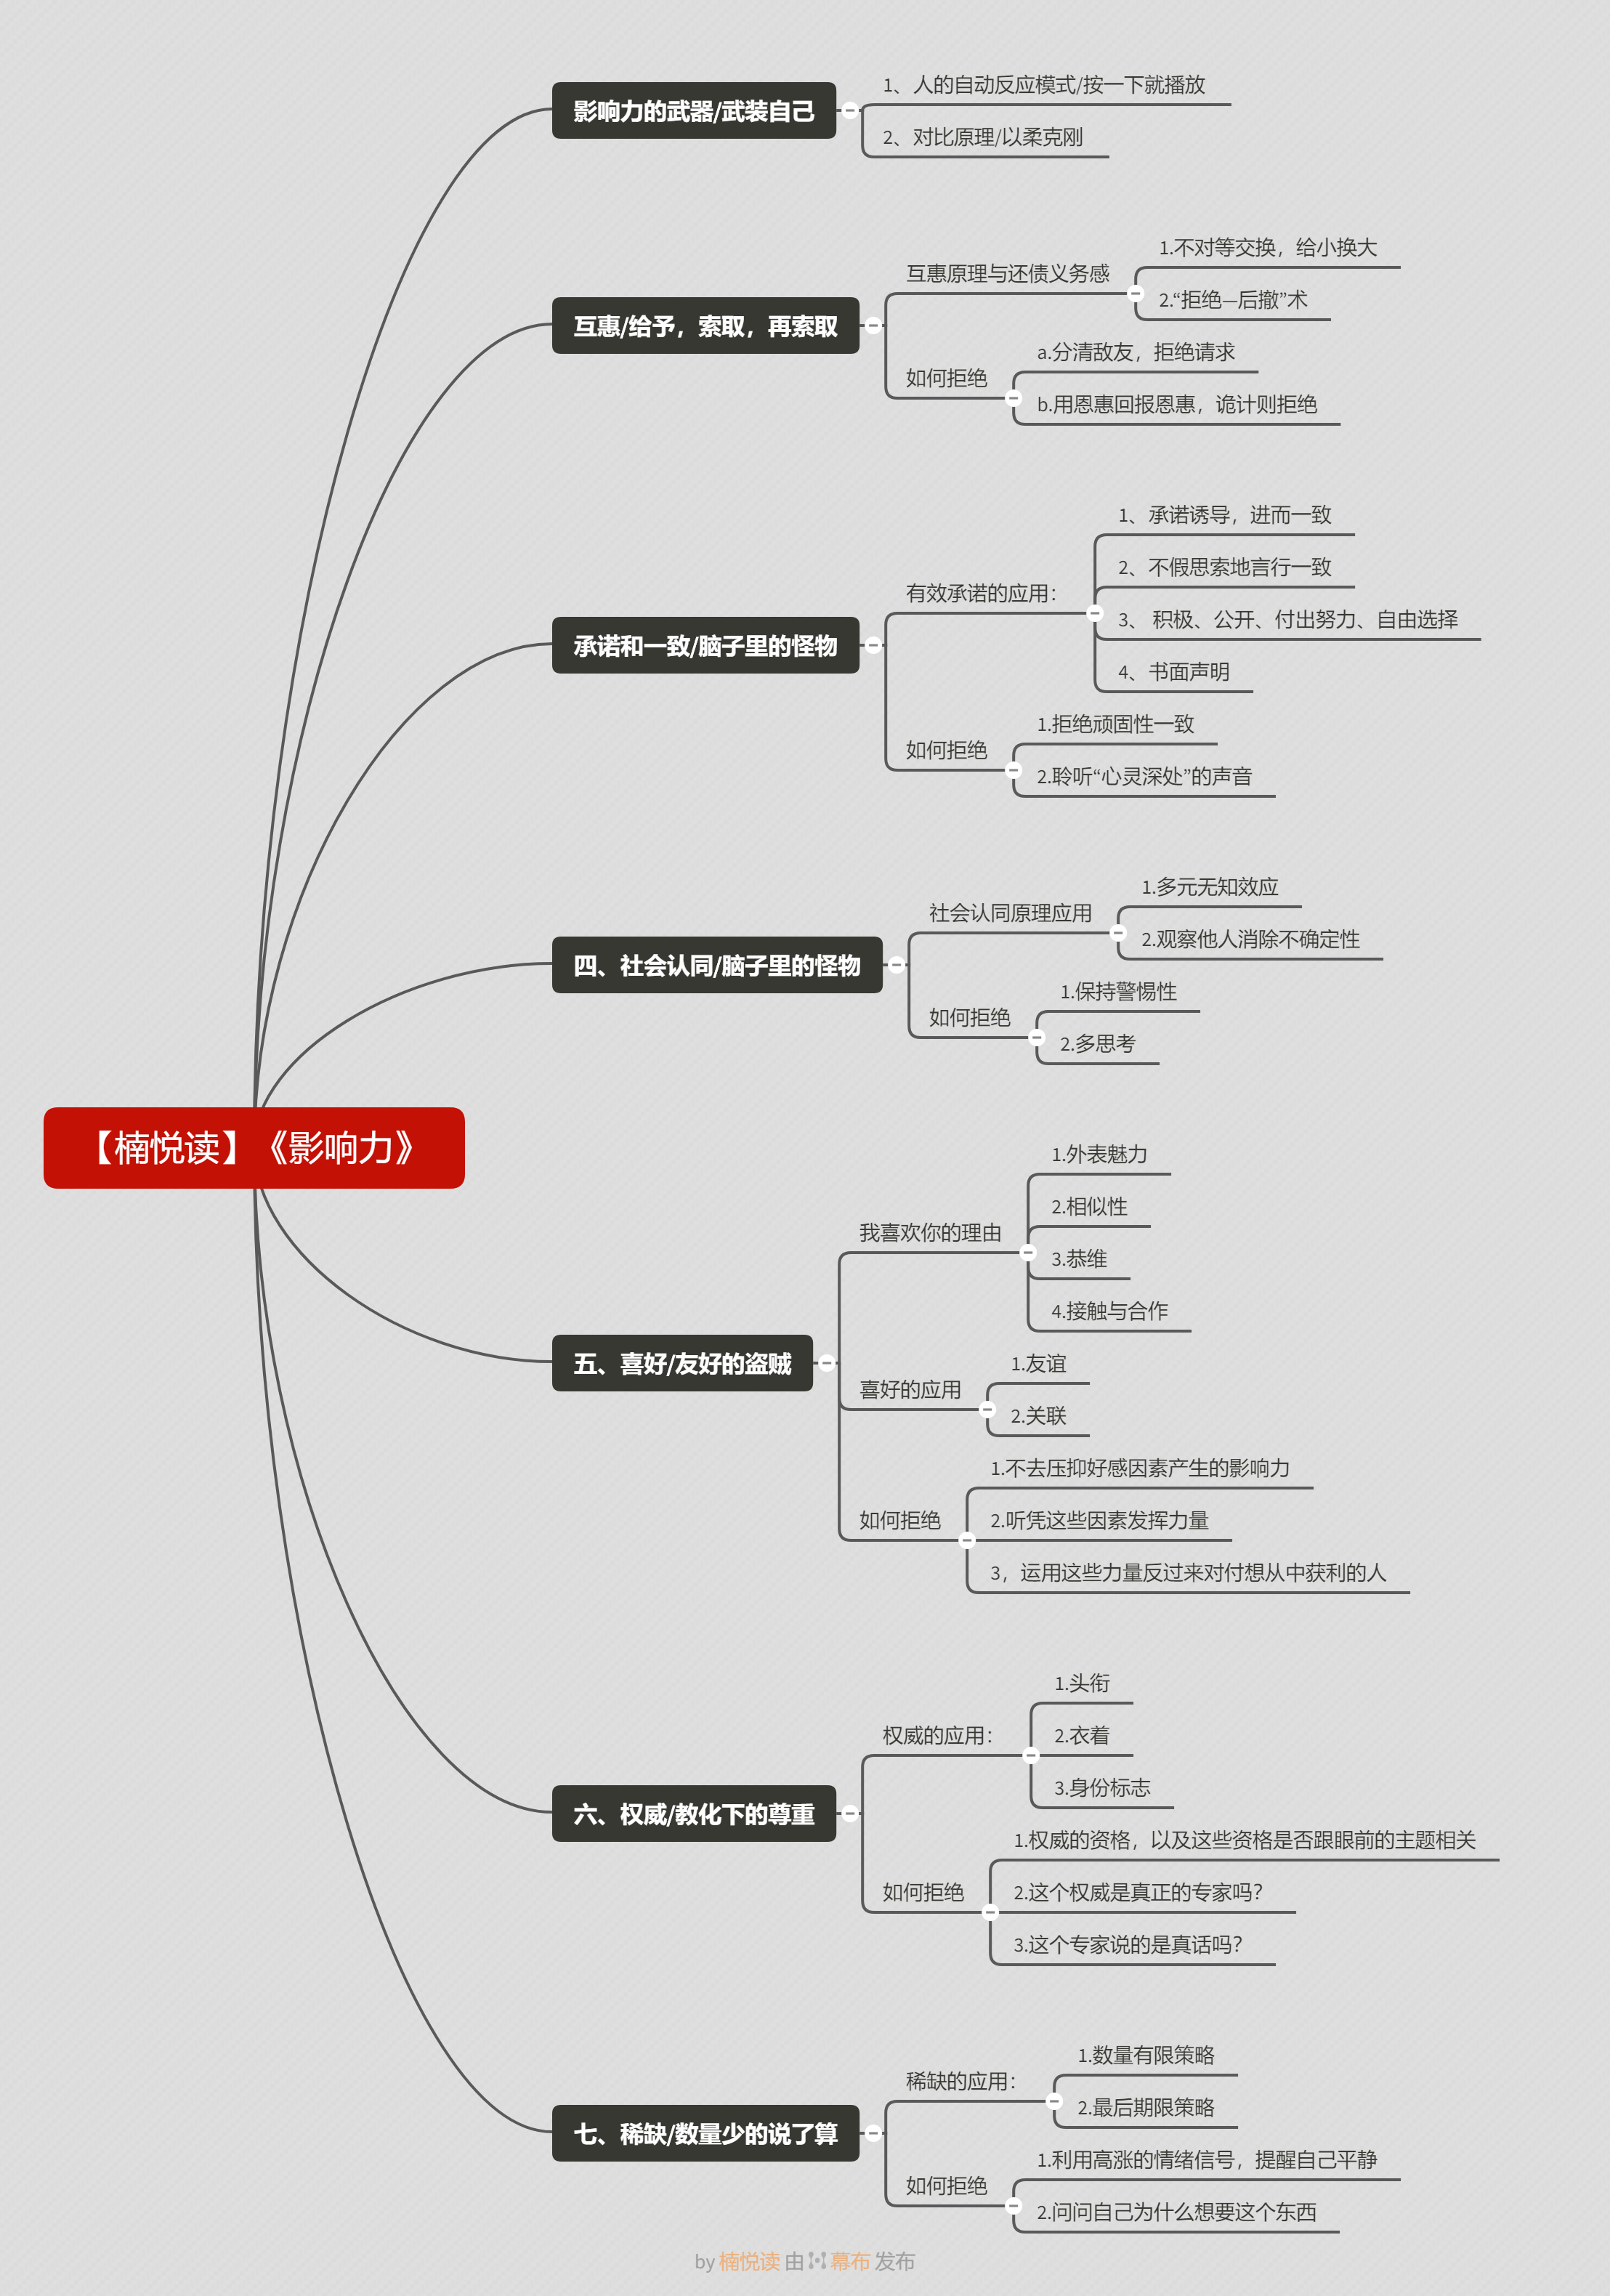 【楠悦读】《影响力》
影响力的武器/武装自己
1、人的自动反应模式/按一下就播放
2、对比原理/以柔克刚
互惠/给予，索取，再索取
互惠原理与还债义务感
1.不对等交换，给小换大
2.“拒绝—后撤”术
如何拒绝
a.分清敌友，拒绝请求
b.用恩惠回报恩惠，诡计则拒绝
承诺和一致/脑子里的怪物
有效承诺的应用：
1、承诺诱导，进而一致
2、不假思索地言行一致
3、 积极、公开、付出努力、自由选择
4、书面声明
如何拒绝
1.拒绝顽固性一致
2.聆听“心灵深处”的声音
四、社会认同/脑子里的怪物
社会认同原理应用
1.多元无知效应
2.观察他人消除不确定性
如何拒绝
1.保持警惕性
2.多思考
五、喜好/友好的盗贼
我喜欢你的理由
1.外表魅力
2.相似性
3.恭维
4.接触与合作
喜好的应用
1.友谊
2.关联
如何拒绝
1.不去压抑好感因素产生的影响力
2.听凭这些因素发挥力量
3，运用这些力量反过来对付想从中获利的人
六、权威/教化下的尊重
权威的应用：
1.头衔
2.衣着
3.身份标志
如何拒绝
1.权威的资格，以及这些资格是否跟眼前的主题相关
2.这个权威是真正的专家吗？
3.这个专家说的是真话吗？
七、稀缺/数量少的说了算
稀缺的应用：
1.数量有限策略
2.最后期限策略
如何拒绝
1.利用高涨的情绪信号，提醒自己平静
2.问问自己为什么想要这个东西
by 楠悦读 由 幕布 发布